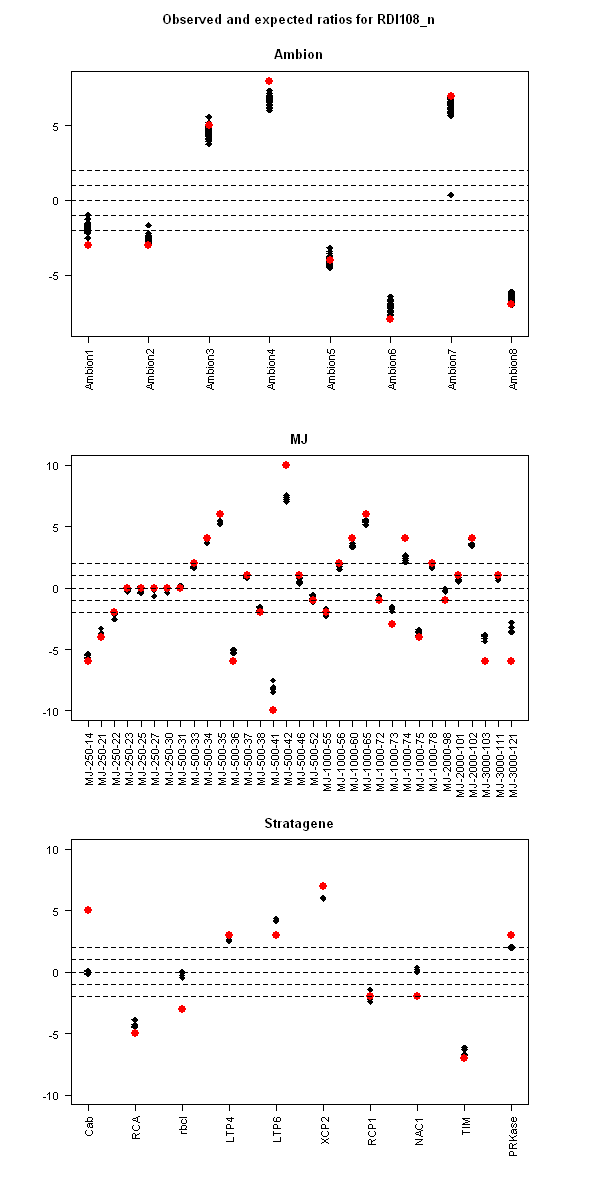 Observed and expected ratios for RDI108_n
Ambion
5
0
-5
Ambion1
Ambion2
Ambion3
Ambion4
Ambion5
Ambion6
Ambion7
Ambion8
MJ
10
5
0
-5
-10
MJ-250-14
MJ-250-21
MJ-250-22
MJ-250-23
MJ-250-25
MJ-250-27
MJ-250-30
MJ-500-31
MJ-500-33
MJ-500-34
MJ-500-35
MJ-500-36
MJ-500-37
MJ-500-38
MJ-500-41
MJ-500-42
MJ-500-46
MJ-500-52
MJ-1000-55
MJ-1000-56
MJ-1000-60
MJ-1000-65
MJ-1000-72
MJ-1000-73
MJ-1000-74
MJ-1000-75
MJ-1000-78
MJ-2000-98
MJ-2000-101
MJ-2000-102
MJ-3000-103
MJ-3000-111
MJ-3000-121
Stratagene
10
5
0
-5
-10
Cab
RCA
rbcl
LTP4
LTP6
XCP2
RCP1
NAC1
TIM
PRKase